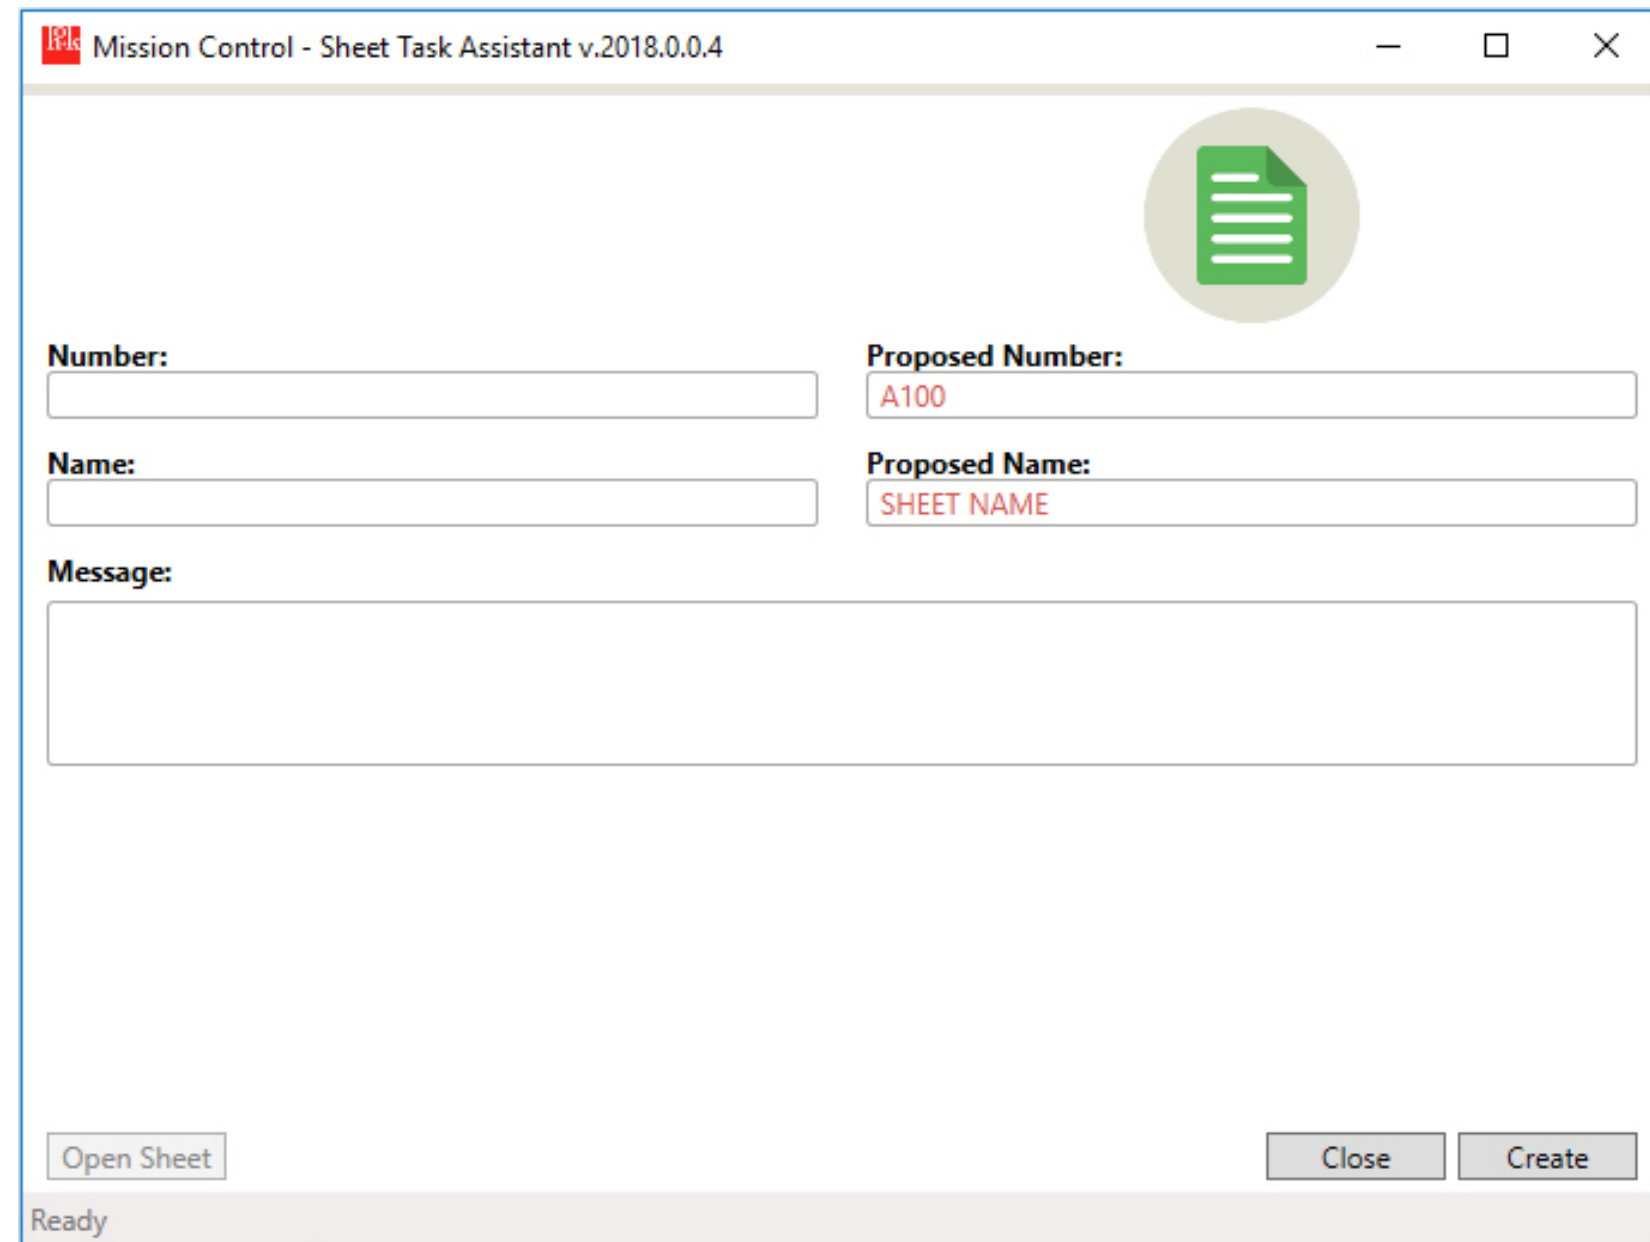 Mission Control - Sheet Task Assistant v.2018.0.0.4
Number:
Proposed Number:
A100
Name:
Proposed Name:
SHEET NAME
Message:
Open Sheet
Close
Create
Ready